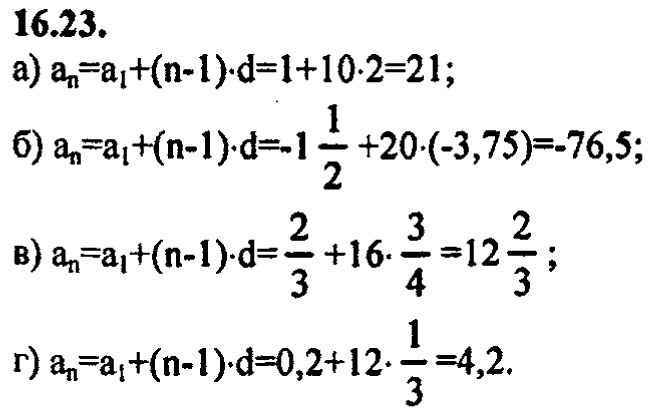 16.23.
а) aₙ=a₁+(n-1)·d=1+10·2=21;
б) aₙ=a₁+(n-1)·d=-1 1/2 +20·(-3,75)=-76,5;
в) aₙ=a₁+(n-1)·d= 2/3 +16· 3/4 =12 2/3 ;
г) aₙ=a₁+(n-1)·d=0,2+12· 1/3 =4,2.